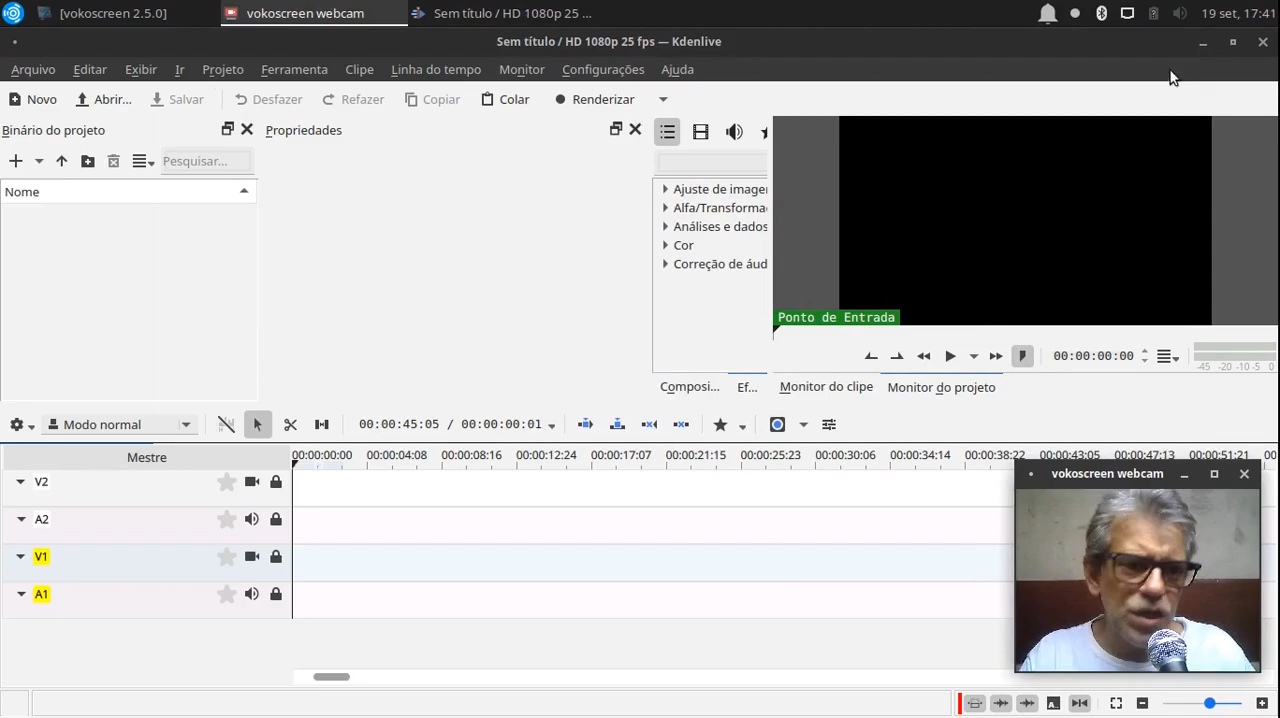 [vokoscreen 2.5.0]
vokoscreen webcam
Sem título / HD 1080p 25 ...
19 set, 17:41
Sem título / HD 1080p 25 fps — Kdenlive
Arquivo Editar Exibir Ir Projeto Ferramenta Clipe Linha do tempo Monitor Configurações Ajuda
Novo Abrir... Salvar Desfazer Refazer Copiar Colar Renderizar
Binário do projeto
Propriedades
Pesquisar...
Nome
Ajuste de imagen
Alfa/Transforma
Análises e dados
Cor
Correção de áud
Ponto de Entrada
00:00:00:00
-45 -20 -10 -5 0
Composi... Ef... Monitor do clipe Monitor do projeto
Modo normal
00:00:45:05 / 00:00:00:01
Mestre
00:00:00:00 00:00:04:08 00:00:08:16 00:00:12:24 00:00:17:07 00:00:21:15 00:00:25:23 00:00:30:06 00:00:34:14 00:00:38:22 00:00:43:05 00:00:47:13 00:00:51:21 00
V2
A2
V1
A1
vokoscreen webcam